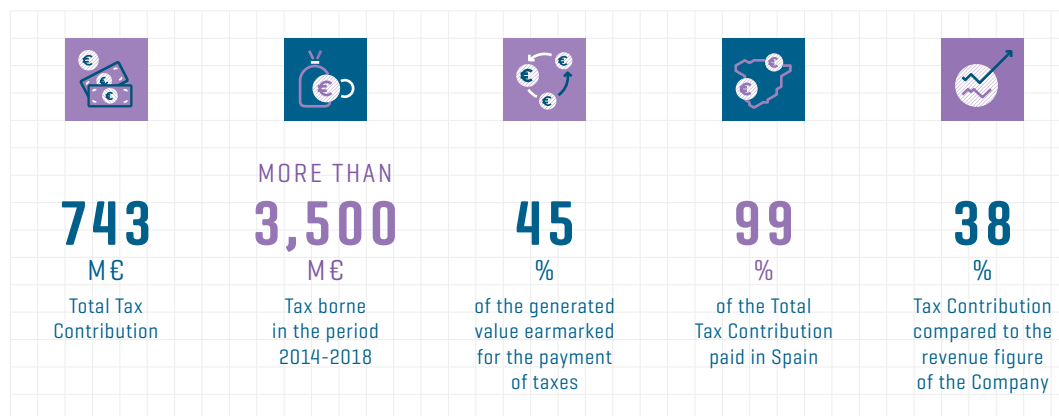 743
M€
Total Tax
Contribution
MORE THAN
3,500
M€
Tax borne
in the period
2014-2018
45
%
of the generated
value earmarked
for the payment
of taxes
99
%
of the Total
Tax Contribution
paid in Spain
38
%
Tax Contribution
compared to the
revenue figure
of the Company